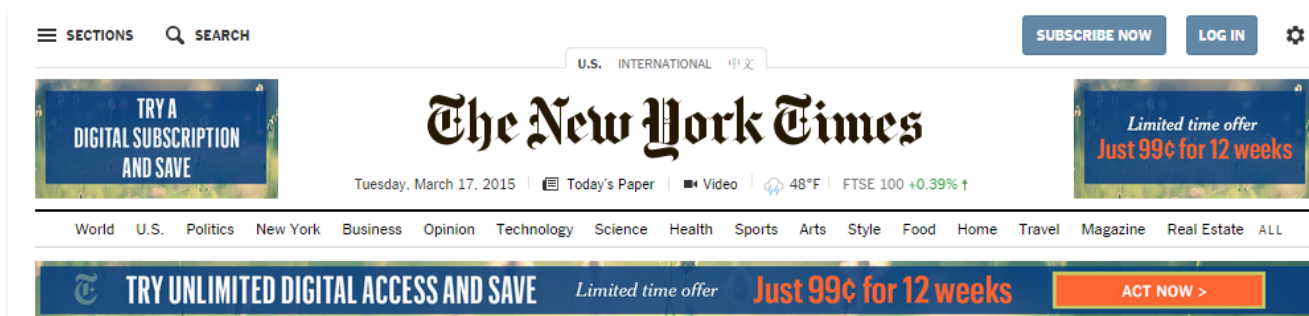 SECTIONS SEARCH SUBSCRIBE NOW LOG IN
U.S. INTERNATIONAL 中文
TRY A
DIGITAL SUBSCRIPTION
AND SAVE
The New York Times
Limited time offer
Just 99¢ for 12 weeks
Tuesday, March 17, 2015 Today's Paper Video 48°F FTSE 100 +0.39% ↑
World U.S. Politics New York Business Opinion Technology Science Health Sports Arts Style Food Home Travel Magazine Real Estate ALL
T TRY UNLIMITED DIGITAL ACCESS AND SAVE Limited time offer Just 99¢ for 12 weeks ACT NOW >